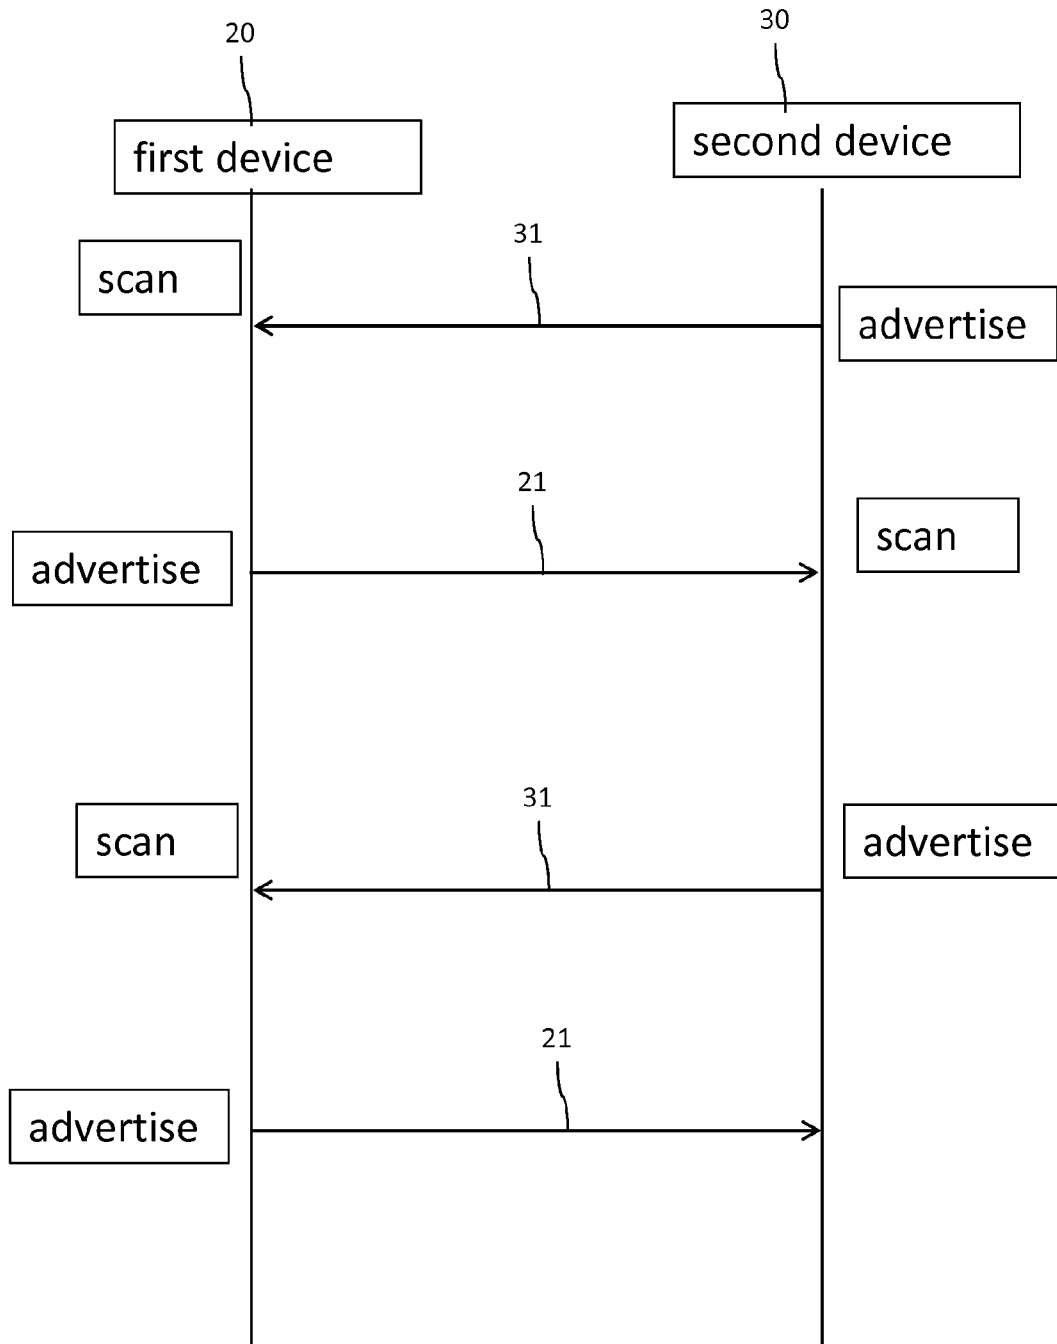 20
30
first device
second device
31
scan
advertise
21
scan
advertise
31
scan
advertise
21
advertise